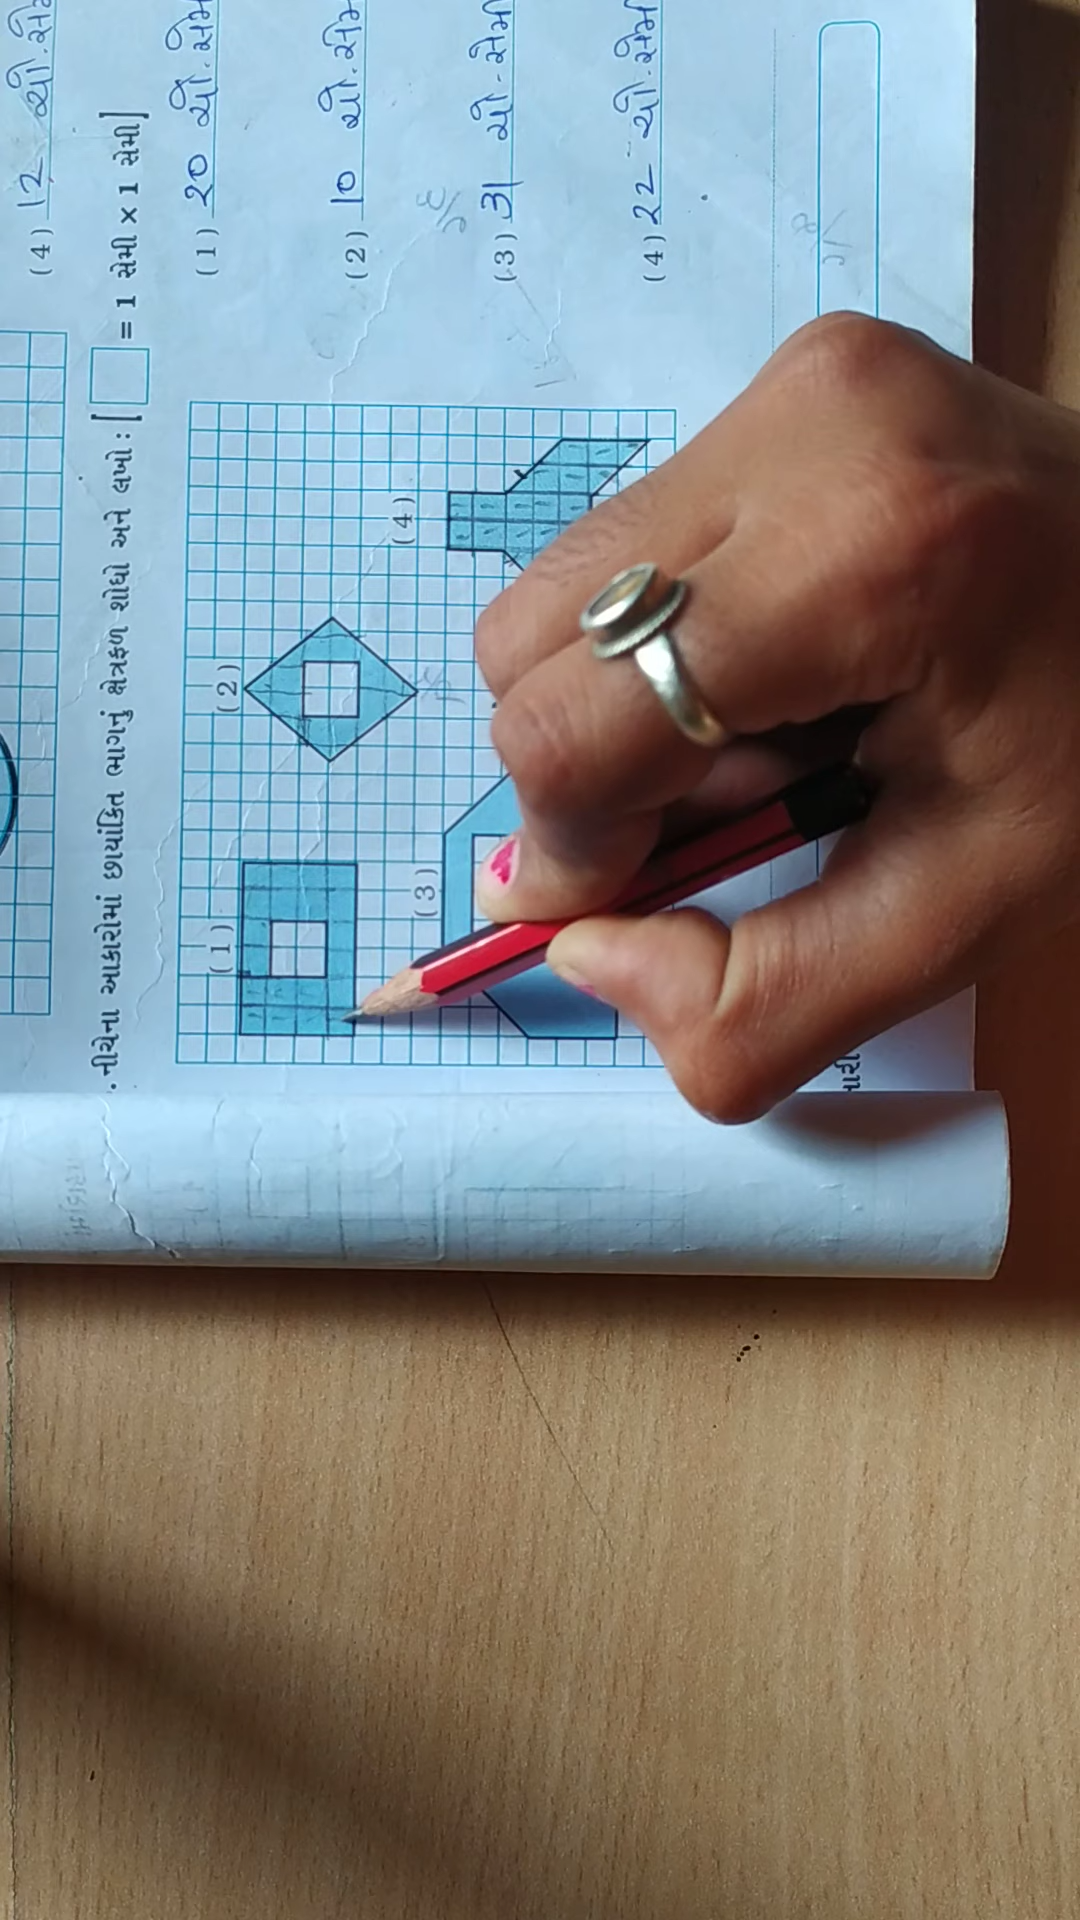 (4) 12 ચો.સેમ
. નીચેના આકારોમાં છાયાંકિત ભાગનું ક્ષેત્રફળ શોધો અને લખો : [ = 1 સેમી × 1 સેમી]
(1)
(2)
(3)
(4)
(1) 20 ચો.સેમ
(2) 10 ચો.સેમ
(3) 31 ચો.સેમ
(4) 22 ચો.સેમ